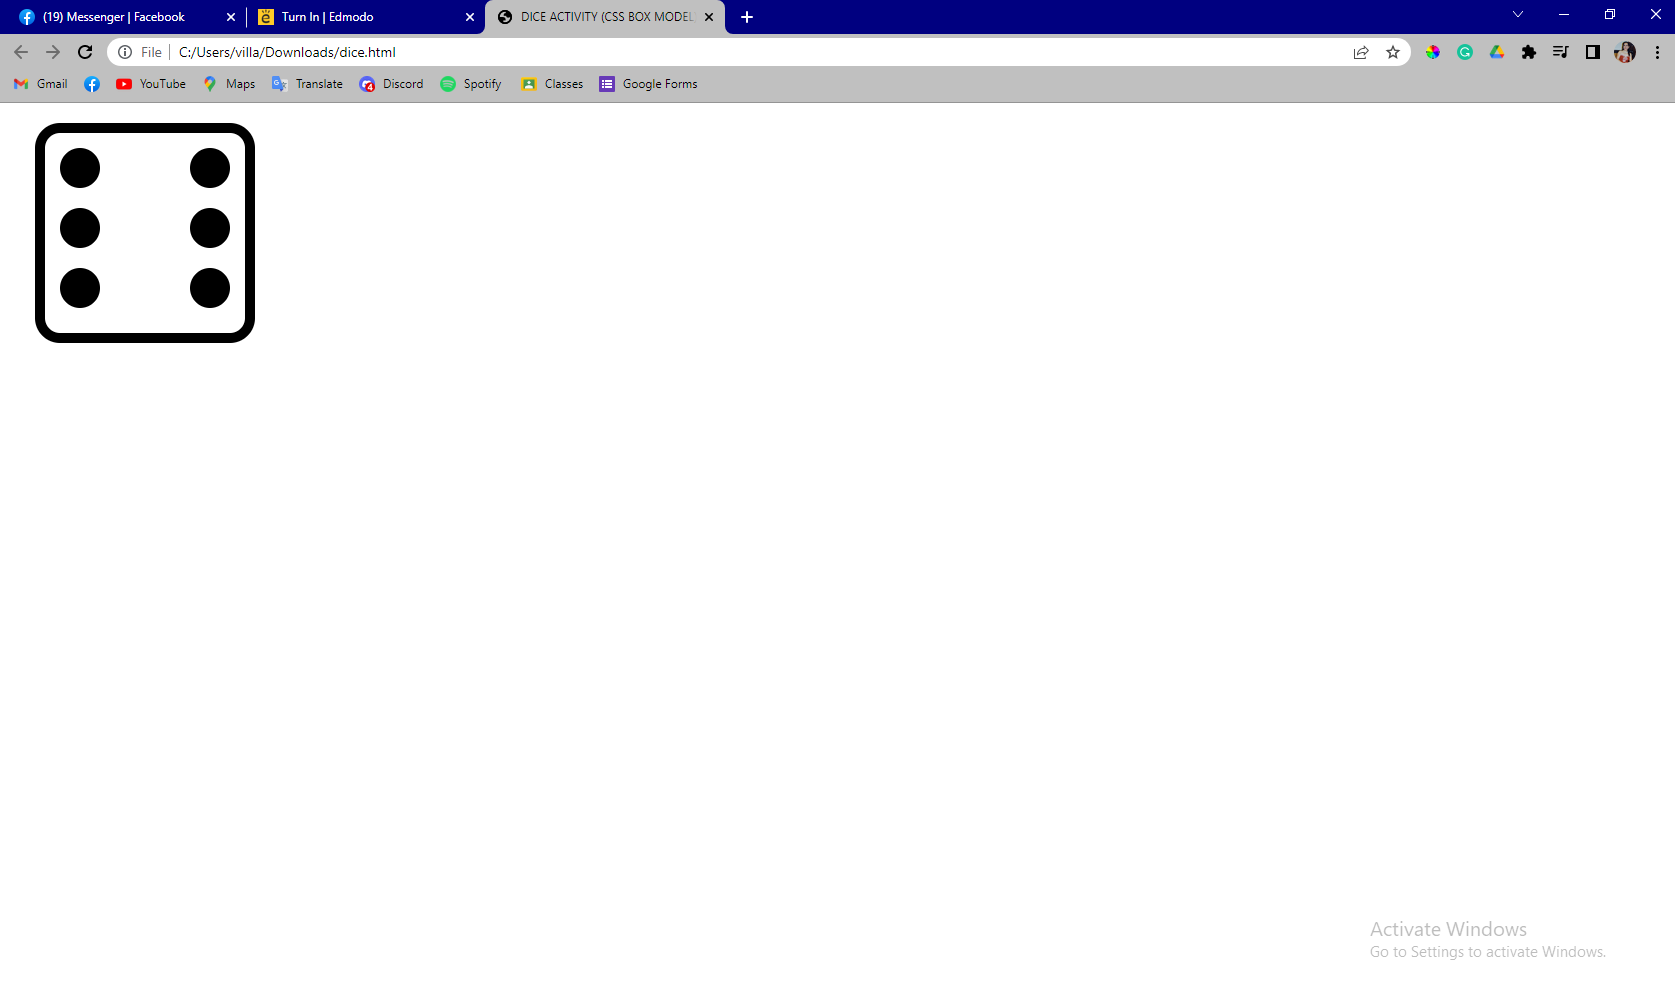 (19) Messenger | Facebook
Turn In | Edmodo
DICE ACTIVITY (CSS BOX MODEL)
File C:/Users/villa/Downloads/dice.html
Gmail YouTube Maps Translate 4 Discord Spotify Classes Google Forms
Activate Windows
Go to Settings to activate Windows.